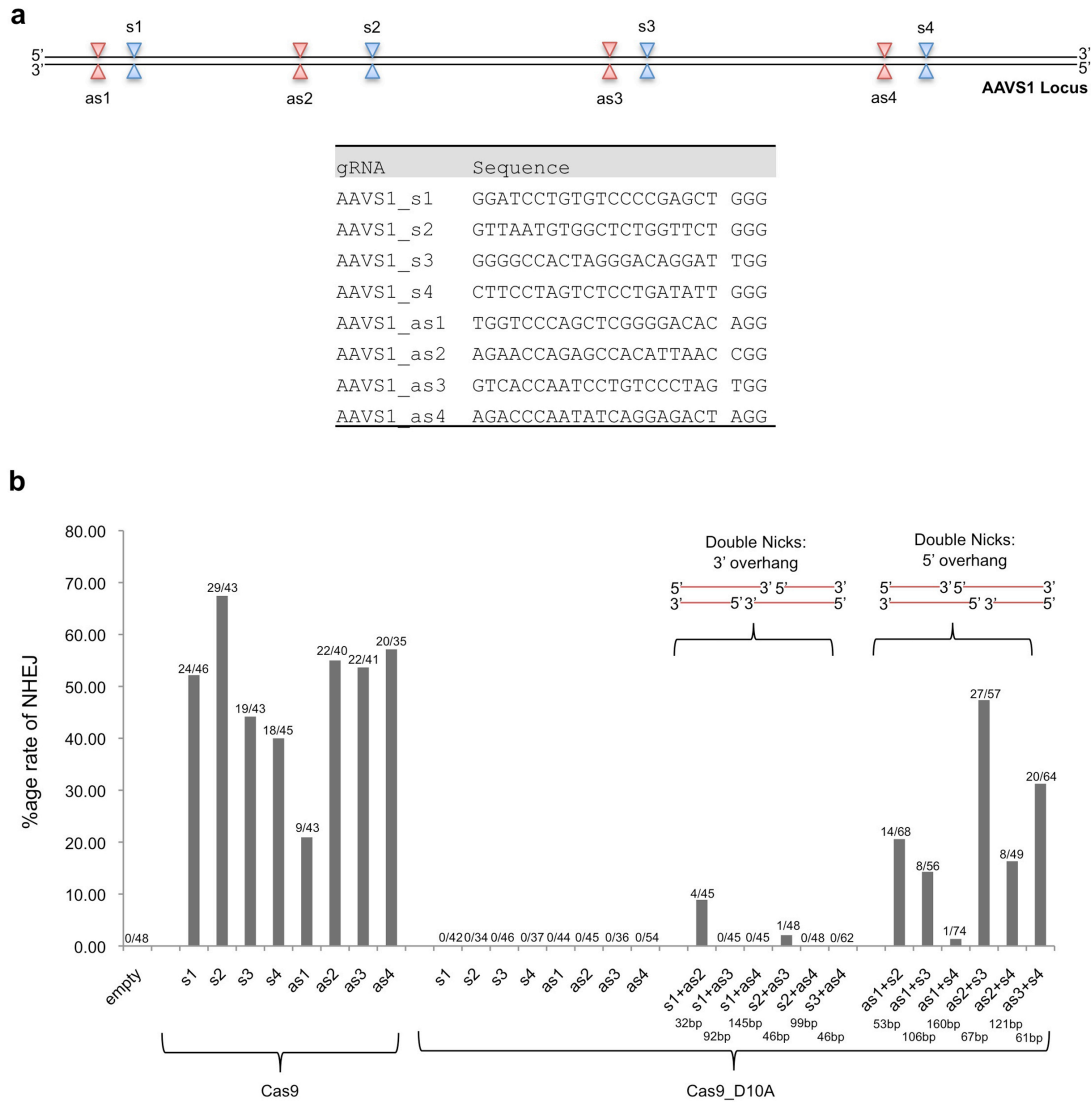 a
s1 s2 s3 s4
5’ 3’
3’ 5’
as1 as2 as3 as4
AAVS1 Locus
gRNA Sequence
AAVS1_s1 GGATCCTGTGTCCCCGAGCT GGG
AAVS1_s2 GTTAATGTGGCTCTGGTTCT GGG
AAVS1_s3 GGGGCCACTAGGGACAGGAT TGG
AAVS1_s4 CTTCCTAGTCTCCTGATATT GGG
AAVS1_as1 TGGTCCCAGCTCGGGGACAC AGG
AAVS1_as2 AGAACCAGAGCCACATTAAC CGG
AAVS1_as3 GTCACCAATCCTGTCCCTAG TGG
AAVS1_as4 AGACCCAATATCAGGAGACT AGG
b
%age rate of NHEJ
80.00
70.00
60.00
50.00
40.00
30.00
20.00
10.00
0.00
Double Nicks:
3’ overhang
5’ 3’ 5’ 3’
3’ 5’ 3’ 5’
Double Nicks:
5’ overhang
5’ 3’ 5’ 3’
3’ 5’ 3’ 5’
0/48 24/46 29/43 19/43 18/45 9/43 22/40 22/41 20/35
0/42 0/34 0/46 0/37 0/44 0/45 0/36 0/54
4/45 0/45 0/45 1/48 0/48 0/62
14/68 8/56 1/74 27/57 8/49 20/64
empty s1 s2 s3 s4 as1 as2 as3 as4
s1 s2 s3 s4 as1 as2 as3 as4
s1+as2 s1+as3 s1+as4 s2+as3 s2+as4 s3+as4
as1+s2 as1+s3 as1+s4 as2+s3 as2+s4 as3+s4
32bp 92bp 145bp 46bp 99bp 46bp
53bp 106bp 160bp 67bp 121bp 61bp
Cas9 Cas9_D10A